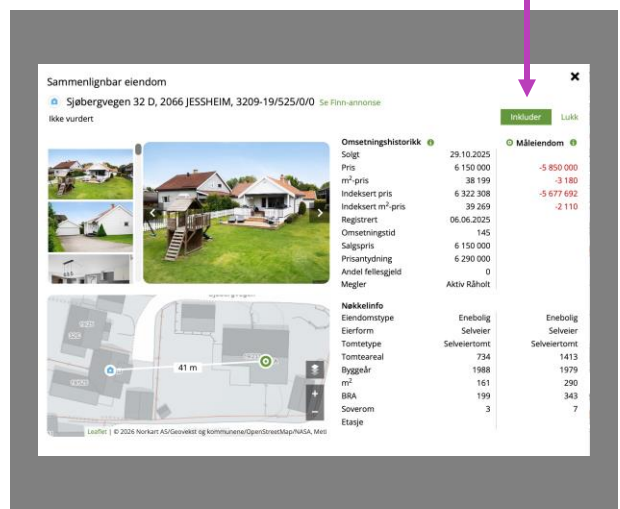 Sammenlignbar eiendom
Sjøbergvegen 32 D, 2066 JESSHEIM, 3209-19/525/0/0 Se Finn-annonse
Ikke vurdert
Inkluder Lukk
Omsetningshistorikk Måleiendom
Solgt 29.10.2025
Pris 6 150 000 -5 850 000
m²-pris 38 199 -3 180
Indeksert pris 6 322 308 -5 677 692
Indeksert m²-pris 39 269 -2 110
Registrert 06.06.2025
Omsetningstid 145
Salgspris 6 150 000
Prisantydning 6 290 000
Andel fellesgjeld 0
Megler Aktiv Råholt
Nøkkelinfo
Eiendomstype Enebolig Enebolig
Eierform Selveier Selveier
Tomtetype Selveiertomt Selveiertomt
Tomteareal 734 1413
Byggeår 1988 1979
m² 161 290
BRA 199 343
Soverom 3 7
Etasje
41 m
19/525
+
−
Leaflet | © 2026 Norkart AS/Geovekst og kommunene/OpenStreetMap/NASA, Meti